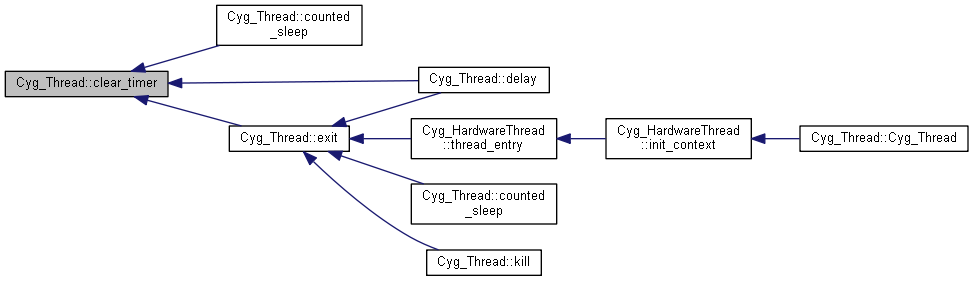 Cyg_Thread::counted
_sleep
Cyg_Thread::clear_timer
Cyg_Thread::delay
Cyg_Thread::exit
Cyg_HardwareThread
::thread_entry
Cyg_HardwareThread
::init_context
Cyg_Thread::Cyg_Thread
Cyg_Thread::counted
_sleep
Cyg_Thread::kill